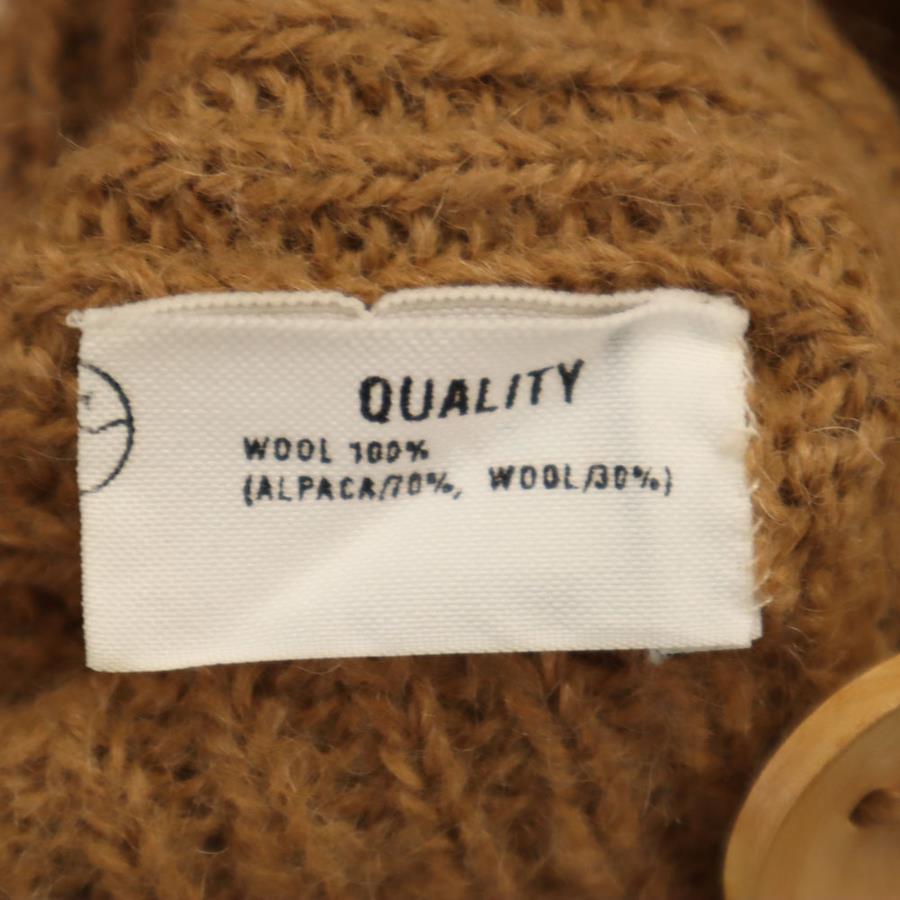 QUALITY
WOOL 100%
(ALPACA/70%, WOOL/30%)